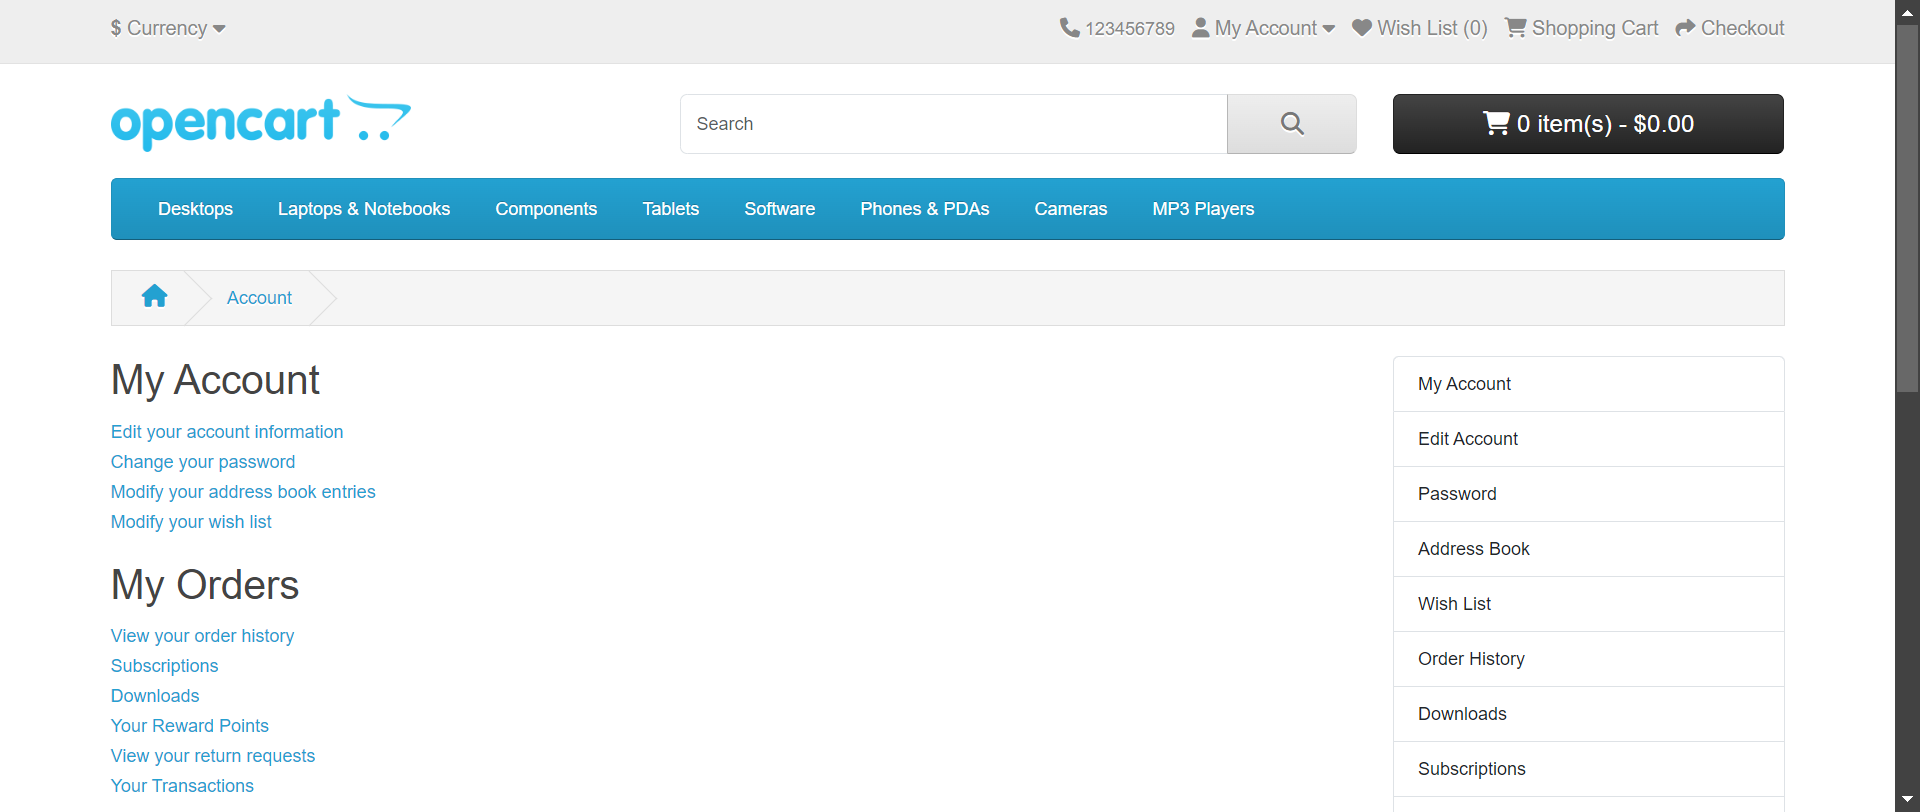 $ Currency
123456789 My Account Wish List (0) Shopping Cart Checkout
opencart
Search
0 item(s) - $0.00
Desktops Laptops & Notebooks Components Tablets Software Phones & PDAs Cameras MP3 Players
Account
My Account
Edit your account information
Change your password
Modify your address book entries
Modify your wish list
My Orders
View your order history
Subscriptions
Downloads
Your Reward Points
View your return requests
Your Transactions
My Account
Edit Account
Password
Address Book
Wish List
Order History
Downloads
Subscriptions